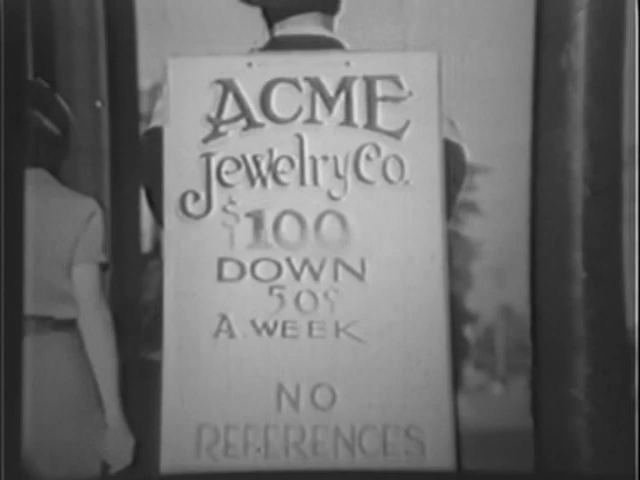 ACME
Jewelry Co.
$100
DOWN
50¢
A WEEK
NO
REFERENCES